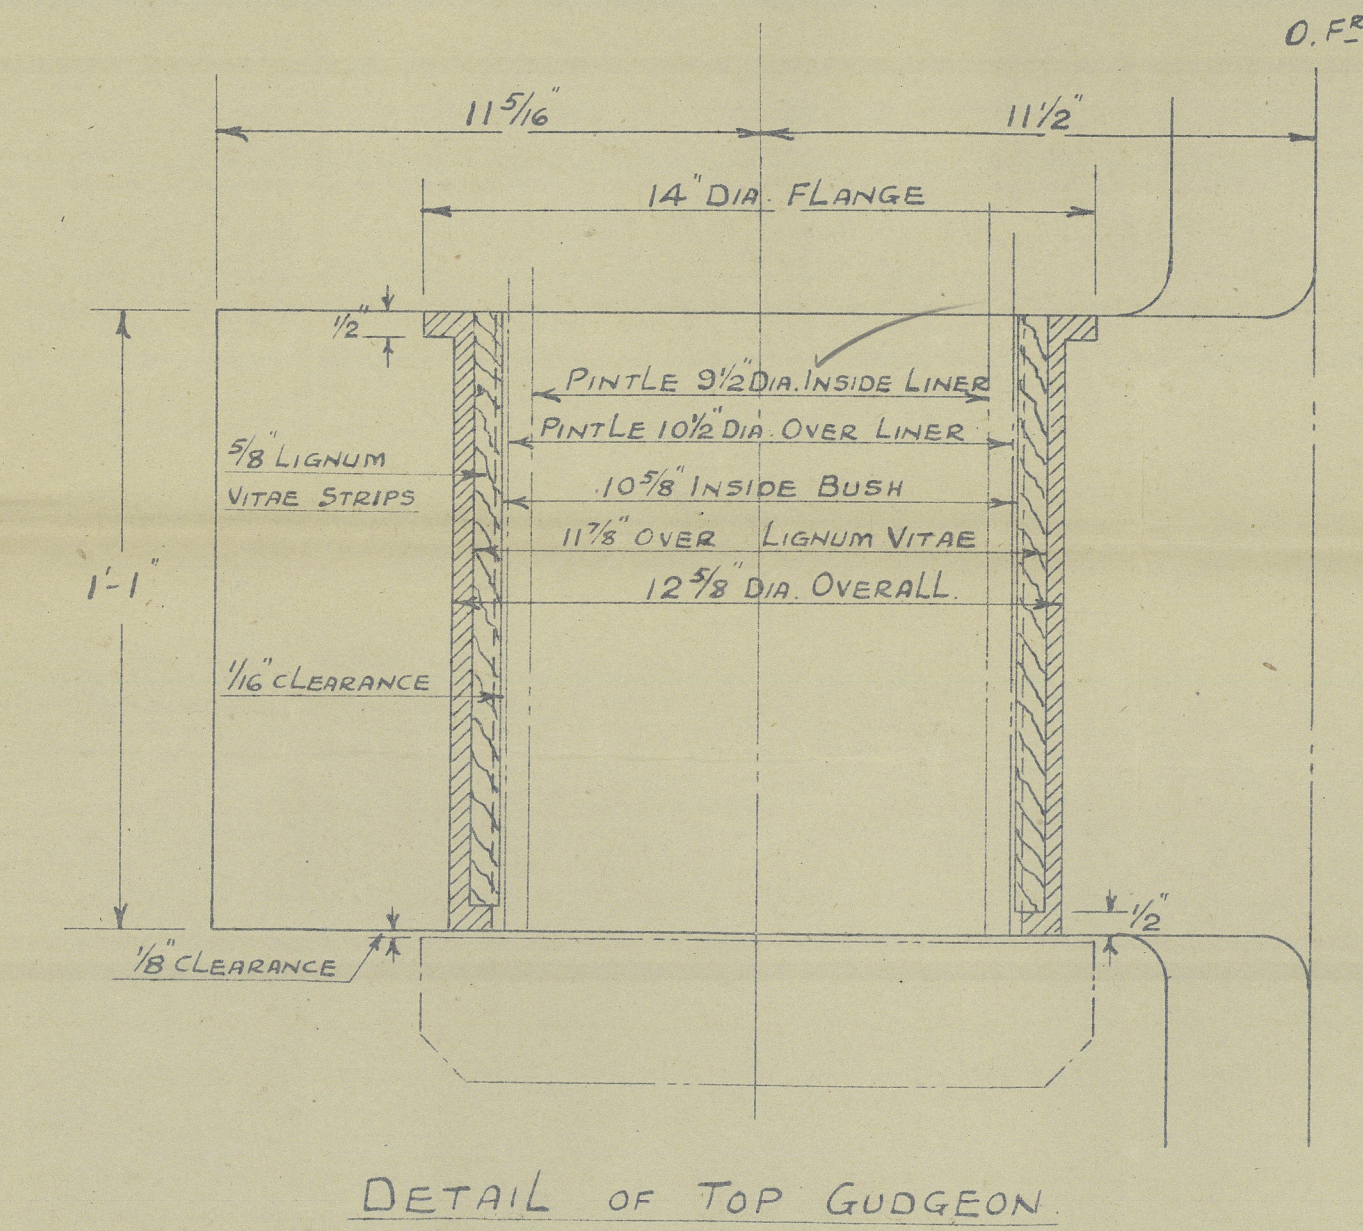 O. FR
11 5/16"
11 1/2"
14" DIA. FLANGE
1/2"
PINTLE 9 1/2" DIA. INSIDE LINER
PINTLE 10 1/2" DIA. OVER LINER
5/8" LIGNUM
VITAE STRIPS
10 5/8" INSIDE BUSH
11 7/8" OVER LIGNUM VITAE
12 5/8" DIA. OVERALL.
1'-1"
1/16" CLEARANCE
1/2"
1/8" CLEARANCE
DETAIL OF TOP GUDGEON.